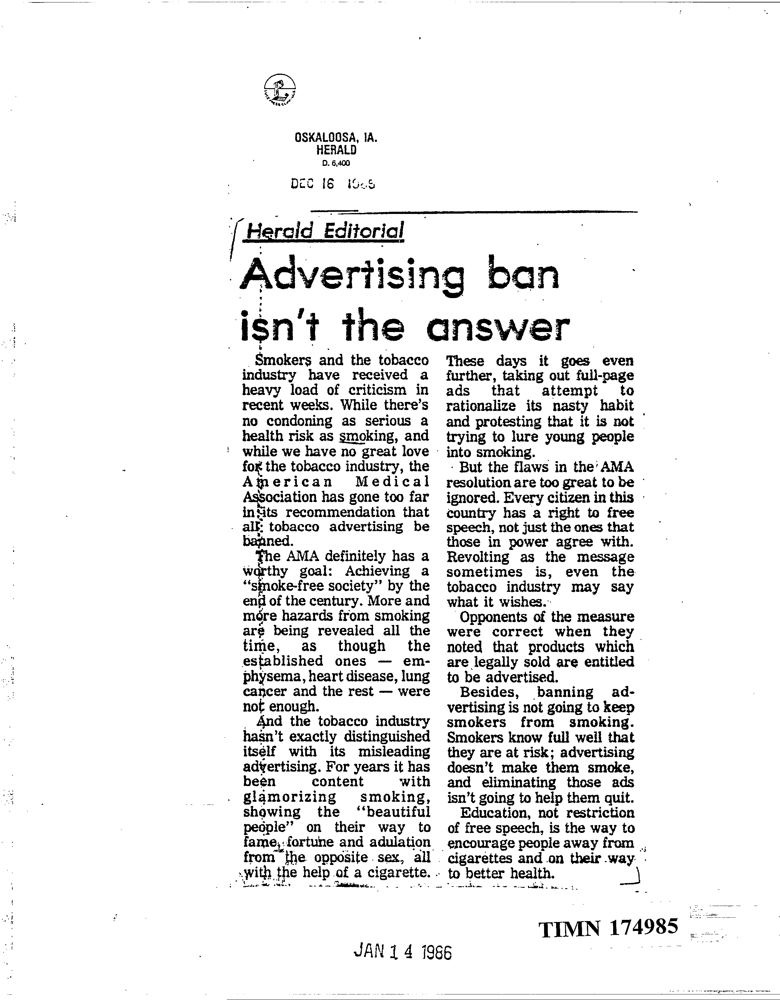 OSKALOOSA, IA.
HERALD
D. 6,400
DEC 16
Herald Editorial
Advertising ban
isn't the answer
Smokers and the tobacco
industry have received a
heavy load of criticism in
recent weeks. While there's
no condoning as serious a
health risk as smoking, and
while we have no great love
for the tobacco industry, the
American Medical
Association has gone too far
in its recommendation that
all tobacco advertising be
banned.
The AMA definitely has a
worthy goal: Achieving a
"smoke-free society" by the
end of the century. More and
more hazards from smoking
are being revealed all the
time, as though the
established ones — em-
physema, heart disease, lung
cancer and the rest — were
not enough.
And the tobacco industry
hasn't exactly distinguished
itself with its misleading
advertising. For years it has
been content with
glamorizing smoking,
showing the "beautiful
people" on their way to
fame, fortune and adulation
from the opposite sex, all
with the help of a cigarette.
These days it goes even
further, taking out full-page
ads that attempt to
rationalize its nasty habit
and protesting that it is not
trying to lure young people
into smoking.
But the flaws in the AMA
resolution are too great to be
ignored. Every citizen in this
country has a right to free
speech, not just the ones that
those in power agree with.
Revolting as the message
sometimes is, even the
tobacco industry may say
what it wishes.
Opponents of the measure
were correct when they
noted that products which
are legally sold are entitled
to be advertised.
Besides, banning ad-
vertising is not going to keep
smokers from smoking.
Smokers know full well that
they are at risk; advertising
doesn't make them smoke,
and eliminating those ads
isn't going to help them quit.
Education, not restriction
of free speech, is the way to
encourage people away from
cigarettes and on their way
to better health.
TIMN 174985
JAN 14 1986